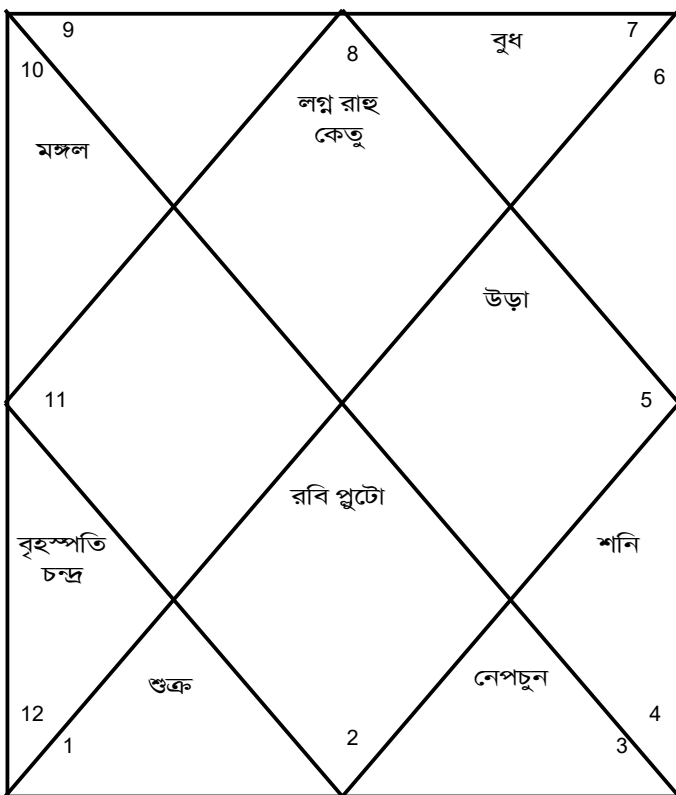 9
8
বুধ
7
10
6
লগ্ন রাহু
কেতু
মঙ্গল
উড়া
11
5
রবি প্লুটো
বৃহস্পতি
চন্দ্র
শনি
শুক্র
নেপচুন
12
1
2
3
4